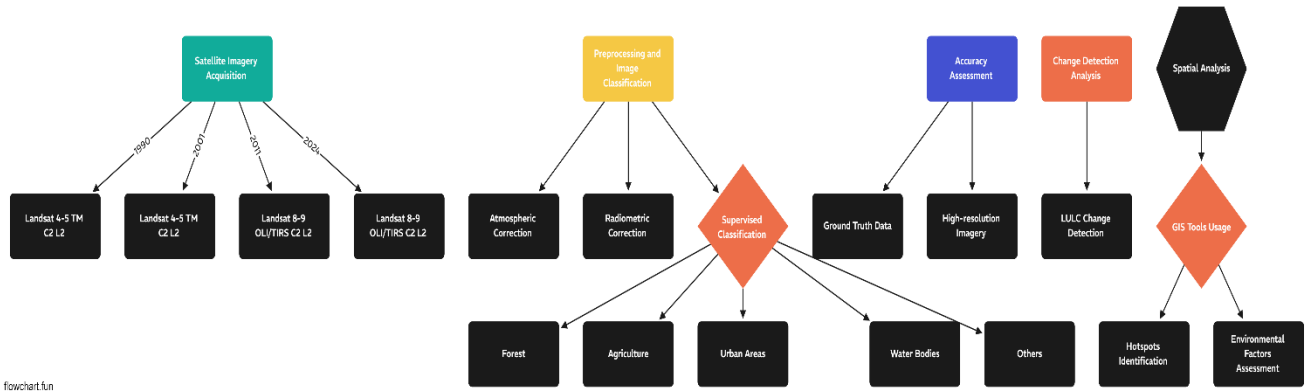 Satellite Imagery
Acquisition
Preprocessing and
Image
Classification
Accuracy
Assessment
Change Detection
Analysis
Spatial Analysis
1990
2001
2011
2024
Landsat 4-5 TM
C2 L2
Landsat 4-5 TM
C2 L2
Landsat 8-9
OLI/TIRS C2 L2
Landsat 8-9
OLI/TIRS C2 L2
Atmospheric
Correction
Radiometric
Correction
Supervised
Classification
Ground Truth Data
High-resolution
Imagery
LULC Change
Detection
GIS Tools Usage
Forest
Agriculture
Urban Areas
Water Bodies
Others
Hotspots
Identification
Environmental
Factors
Assessment
flowchart.fun